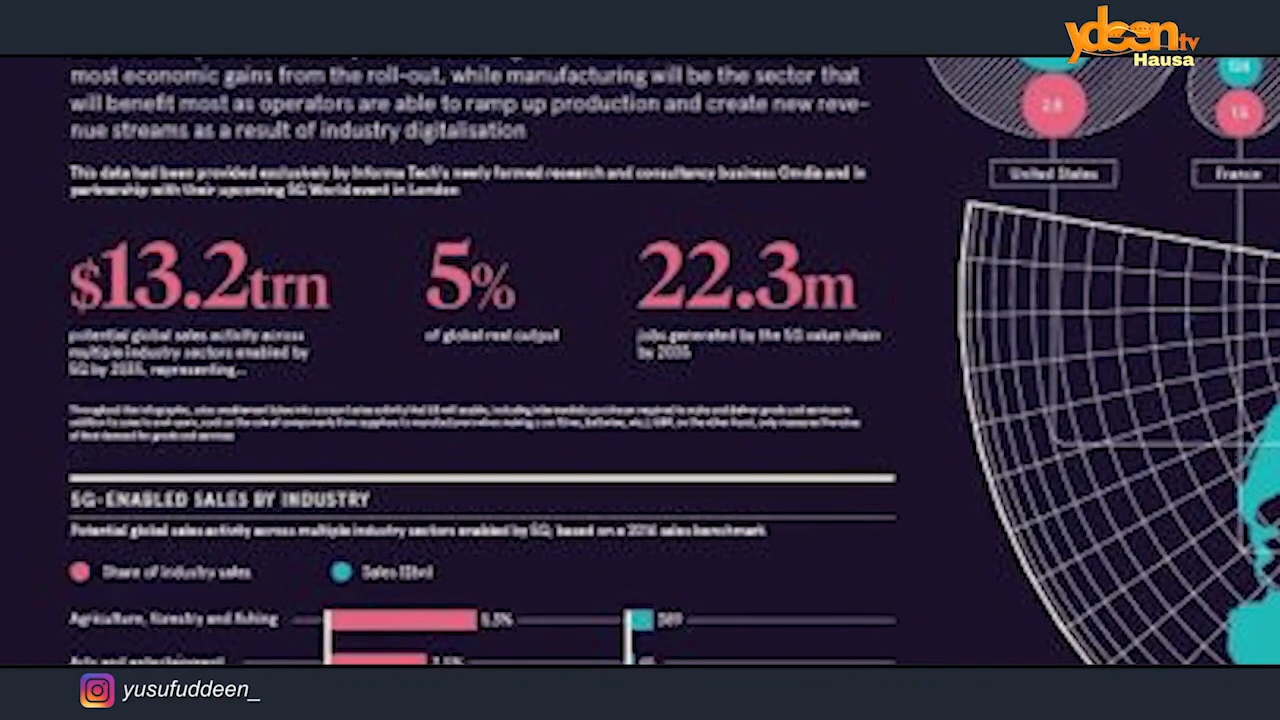 ydeen tv
Hausa
most economic gains from the roll-out, while manufacturing will be the sector that
will benefit most as operators are able to ramp up production and create new reve-
nue streams as a result of industry digitalisation
This data had been provided exclusively by Informa Tech's newly formed research and consultancy business Omdia and in
partnership with their upcoming 5G World event in London
2.8
1.5
United States
France
$13.2trn
5%
22.3m
potential global sales activity across
multiple industry sectors enabled by
5G by 2035, representing...
of global real output
jobs generated by the 5G value chain
by 2035
5G-ENABLED SALES BY INDUSTRY
Potential global sales activity across multiple industry sectors enabled by 5G; based on a 2016 sales benchmark
Share of industry sales
Sales ($bn)
Agriculture, forestry and fishing
Arts and entertainment
yusufuddeen_